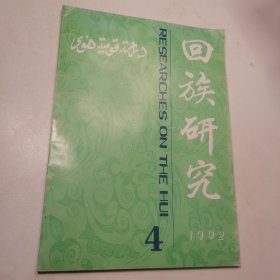 回族研究
RESEARCHES ON THE HUI
4
1992